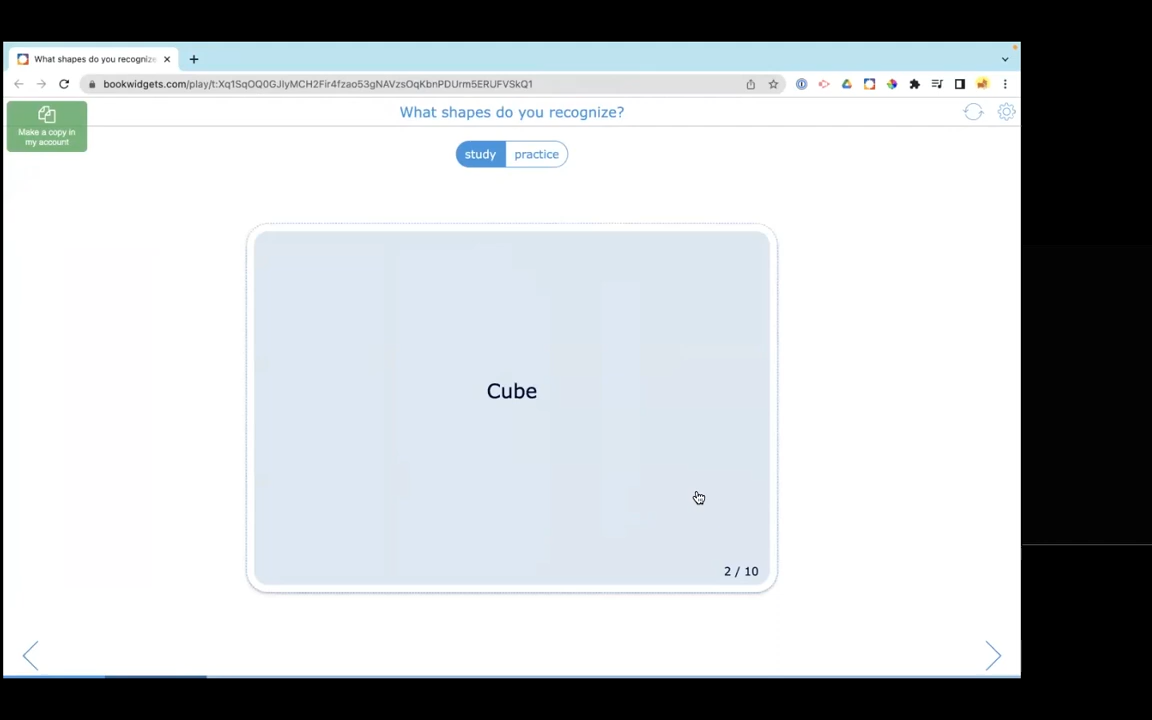 What shapes do you recognize
bookwidgets.com/play/t:Xq1SqOQ0GJlyMCH2Fir4fzao53gNAVzsOqKbnPDUrm5ERUFVSkQ1
Make a copy in
my account
What shapes do you recognize?
study practice
Cube
2 / 10